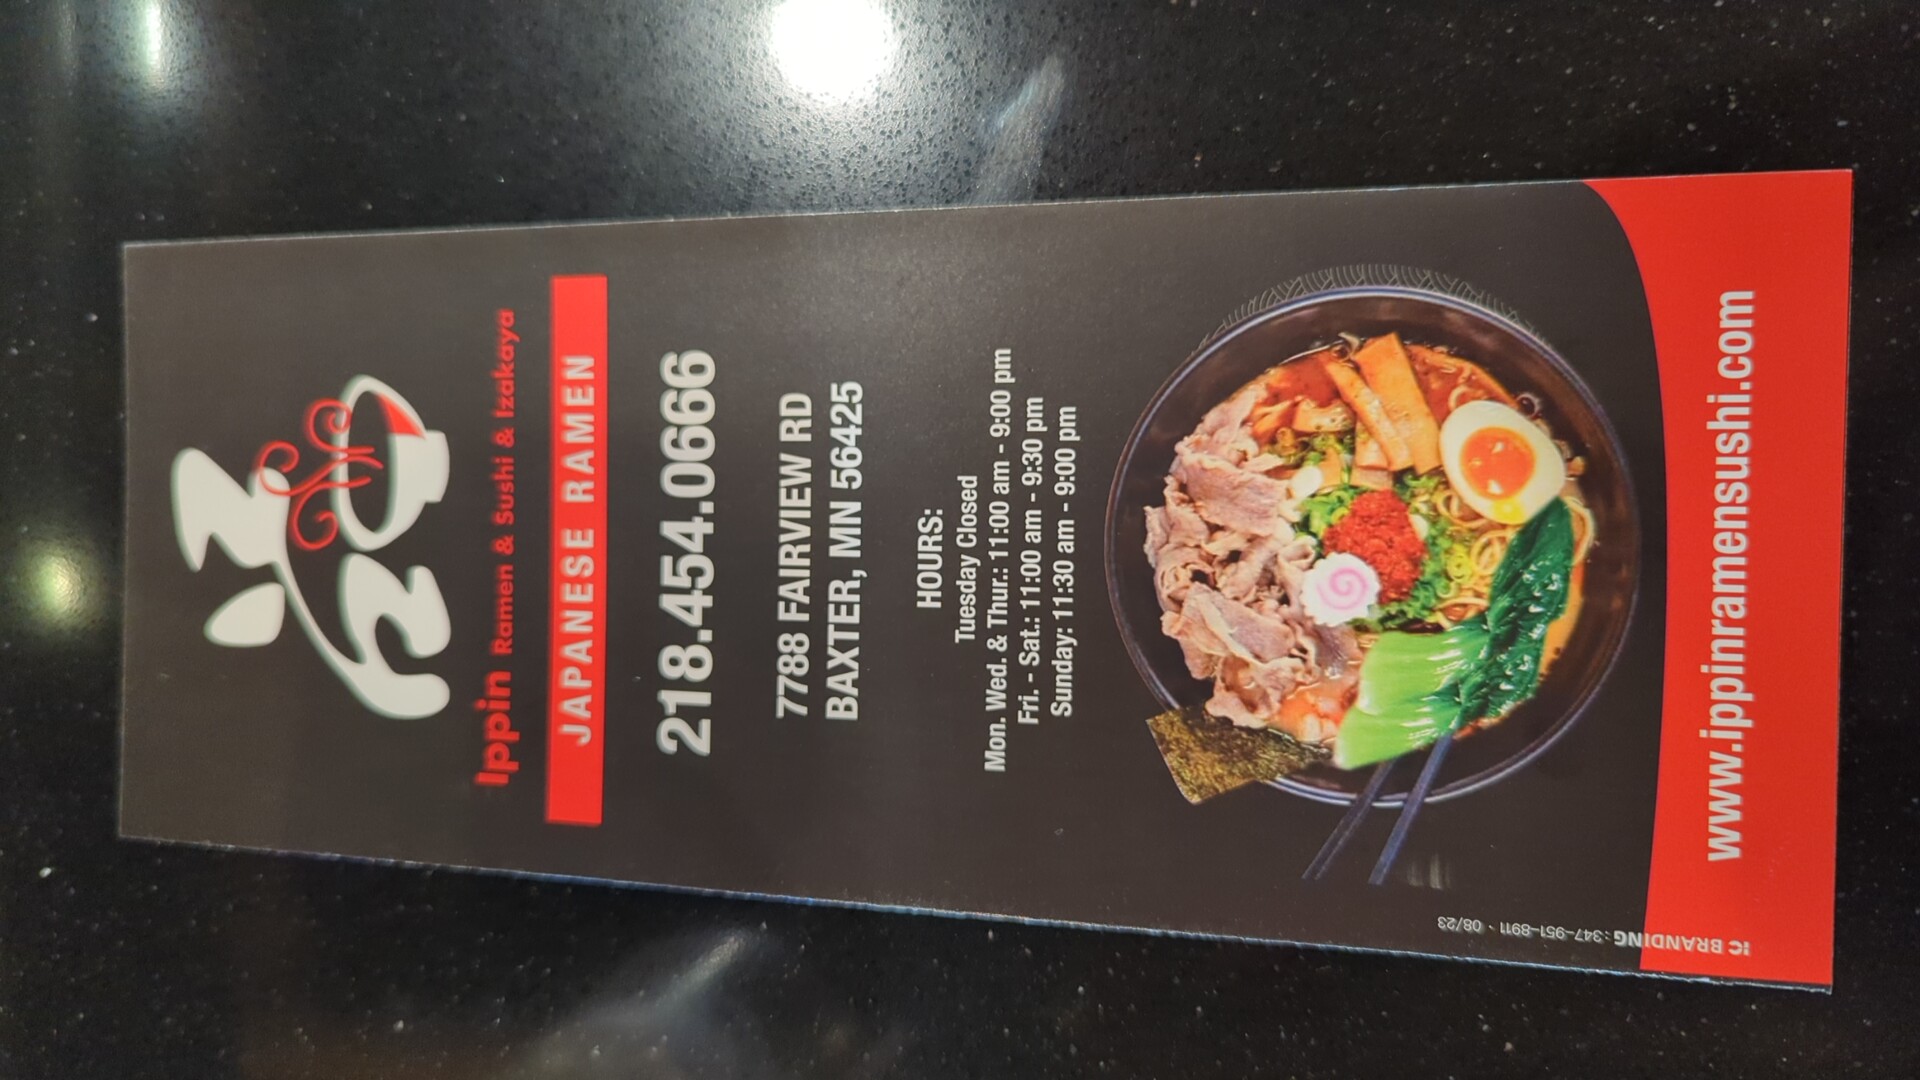 Ippin Ramen & Sushi & Izakaya
JAPANESE RAMEN
218.454.0666
7788 FAIRVIEW RD
BAXTER, MN 56425
HOURS:
Tuesday Closed
Mon. Wed. & Thur.: 11:00 am - 9:00 pm
Fri. - Sat.: 11:00 am - 9:30 pm
Sunday: 11:30 am - 9:00 pm
www.ippinramensushi.com
iC BRANDING: 347-951-8911 - 08/23